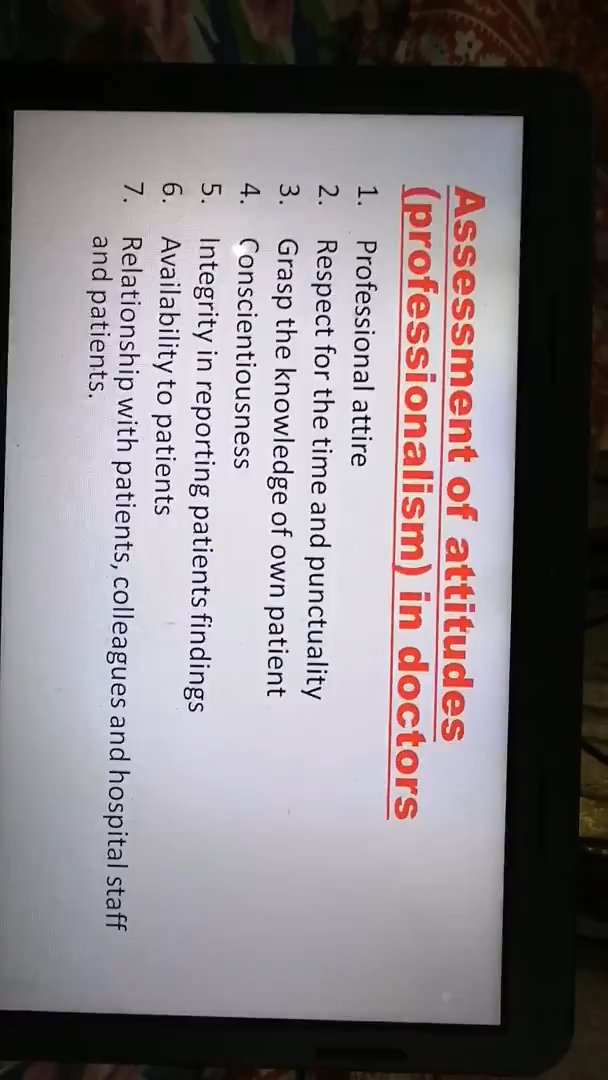 Assessment of attitudes
(professionalism) in doctors
1. Professional attire
2. Respect for the time and punctuality
3. Grasp the knowledge of own patient
4. Conscientiousness
5. Integrity in reporting patients findings
6. Availability to patients
7. Relationship with patients, colleagues and hospital staff
and patients.